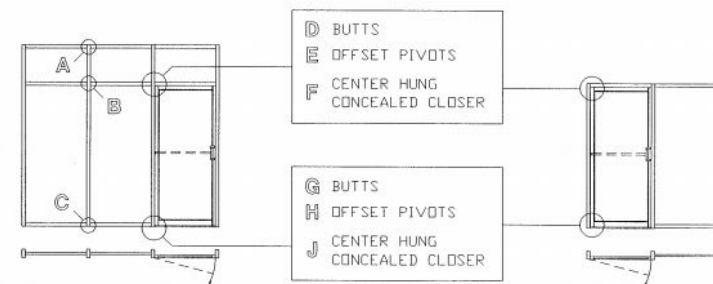 A
B
C
D BUTTS
E OFFSET PIVOTS
F CENTER HUNG
CONCEALED CLOSER
G BUTTS
H OFFSET PIVOTS
J CENTER HUNG
CONCEALED CLOSER